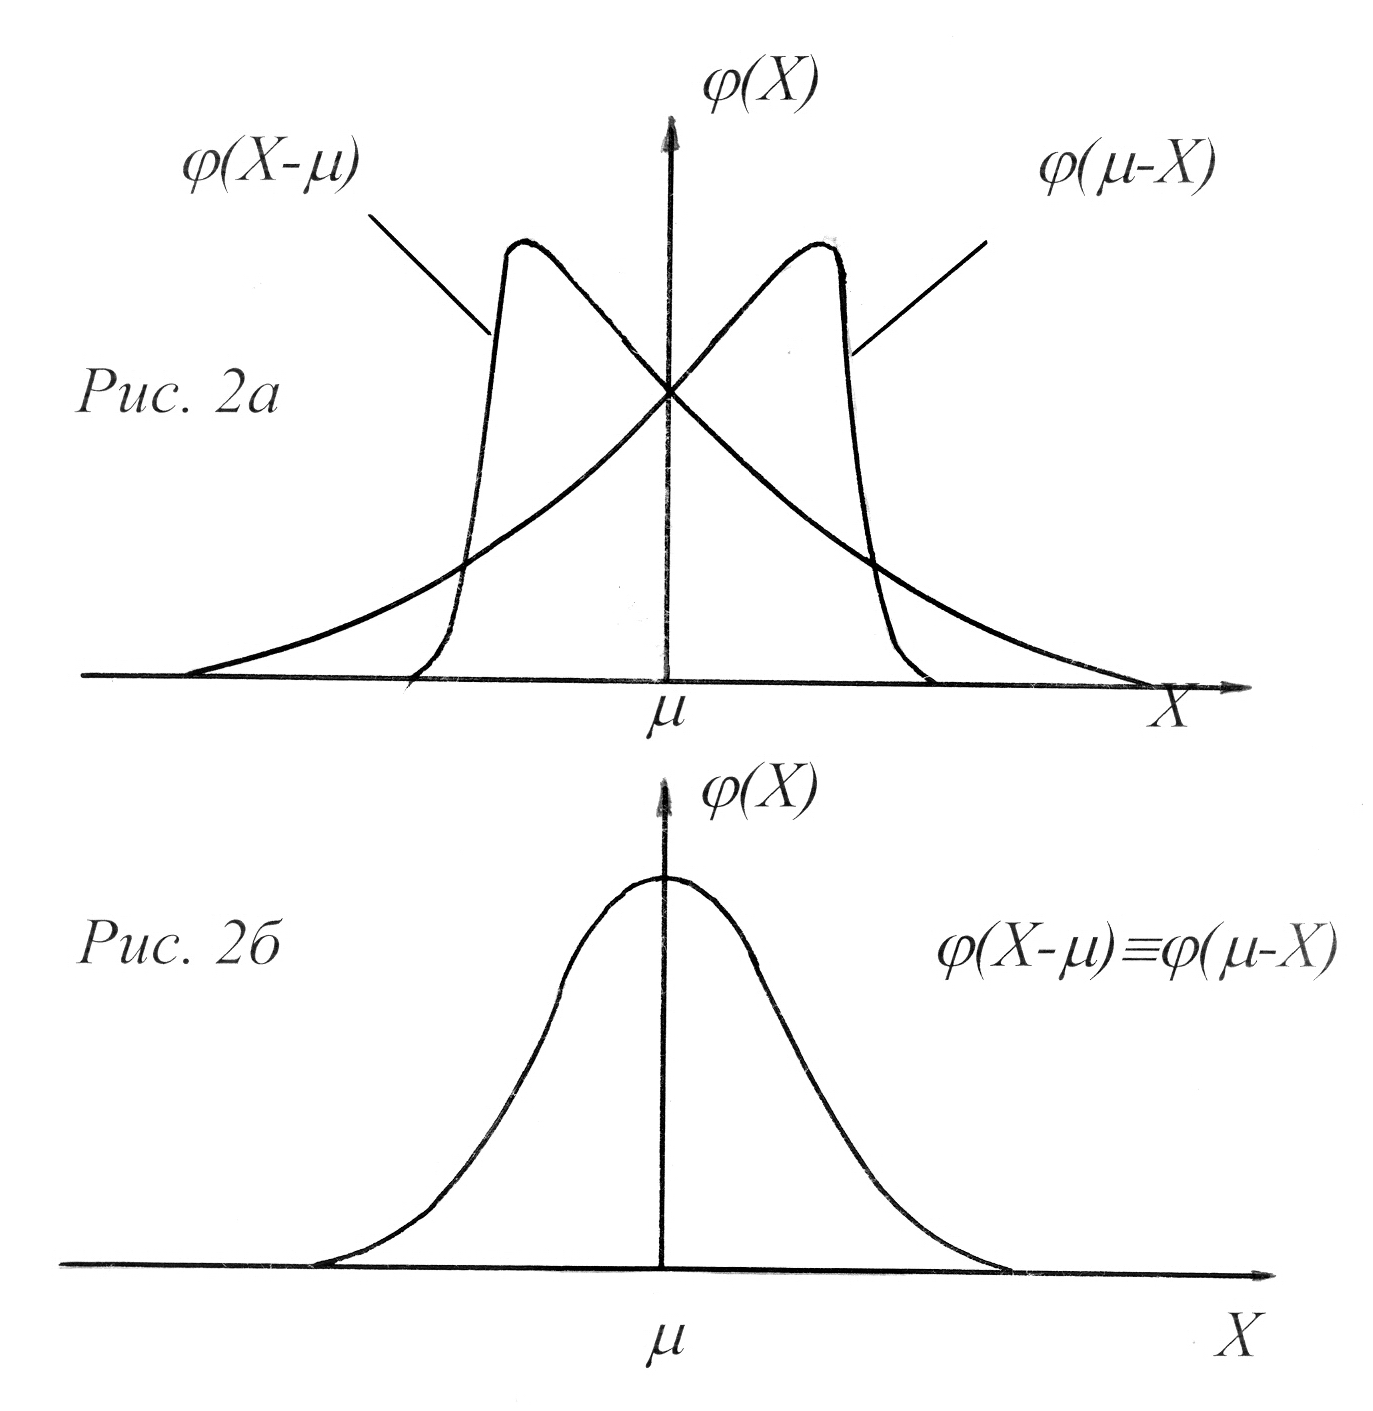 φ(X)
φ(X-μ)
φ(μ-X)
Рис. 2а
μ
X
φ(X)
Рис. 2б
φ(X-μ)≡φ(μ-X)
μ
X